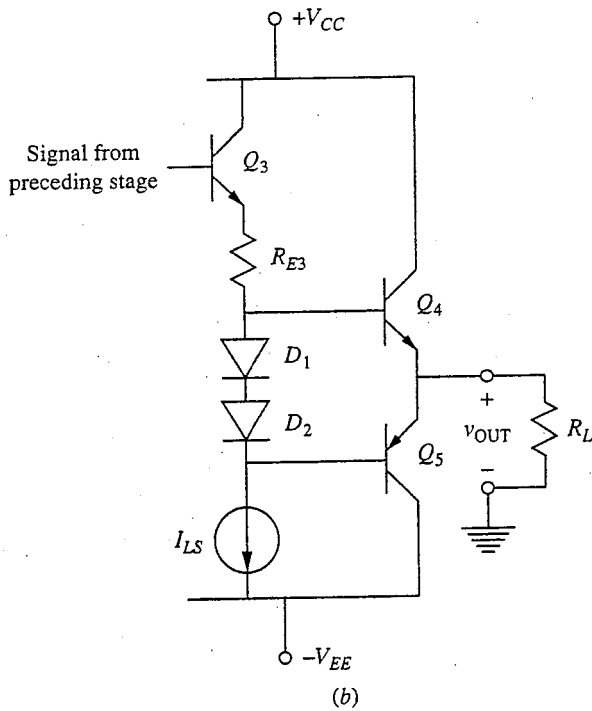 +V_CC
Signal from
preceding stage
Q_3
R_E3
Q_4
D_1
D_2
+
v_OUT
R_L
Q_5
–
I_LS
–V_EE
(b)